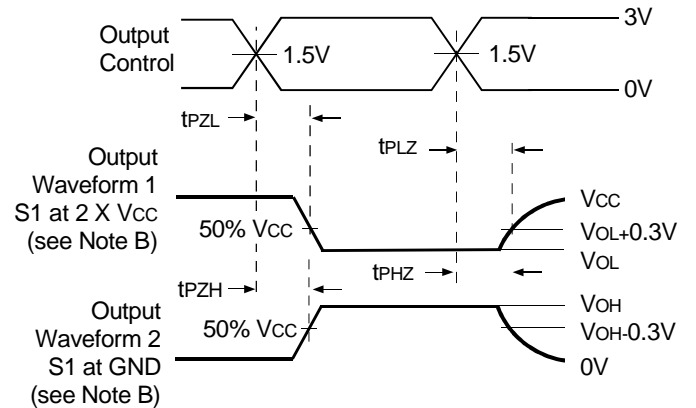 Output
Control
1.5V
1.5V
3V
0V
tPZL
tPLZ
Output
Waveform 1
S1 at 2 X VCC
(see Note B)
50% VCC
VCC
VOL+0.3V
VOL
tPZH
tPHZ
Output
Waveform 2
S1 at GND
(see Note B)
50% VCC
VOH
VOH-0.3V
0V